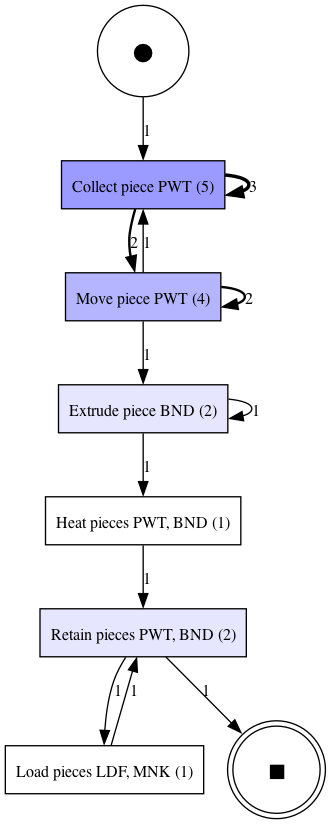 1
Collect piece PWT (5)
3
2
1
Move piece PWT (4)
2
1
Extrude piece BND (2)
1
1
Heat pieces PWT, BND (1)
1
Retain pieces PWT, BND (2)
1
1
1
Load pieces LDF, MNK (1)